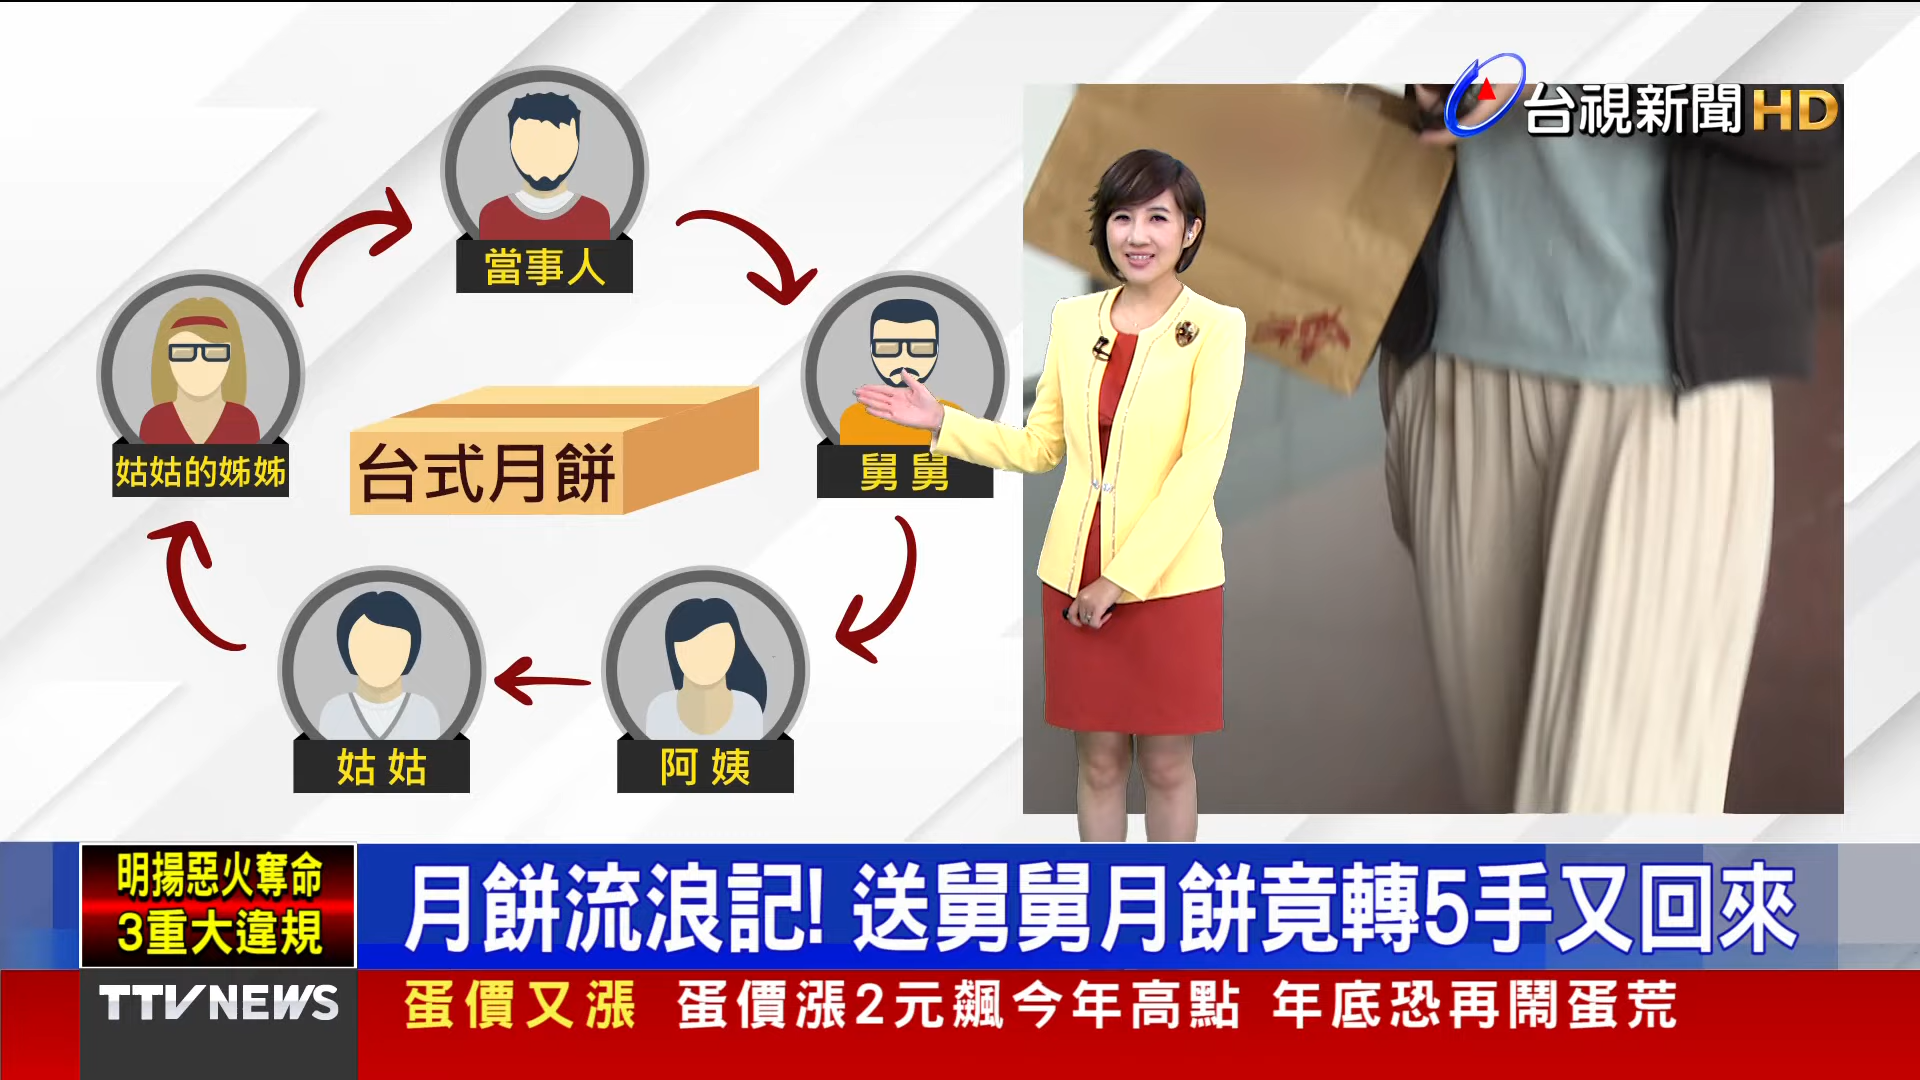 台視新聞HD
當事人
姑姑的姊姊
台式月餅
舅舅
姑姑
阿姨
明揚惡火奪命
3重大違規
月餅流浪記! 送舅舅月餅竟轉5手又回來
TTV NEWS
蛋價又漲 蛋價漲2元飆今年高點 年底恐再鬧蛋荒